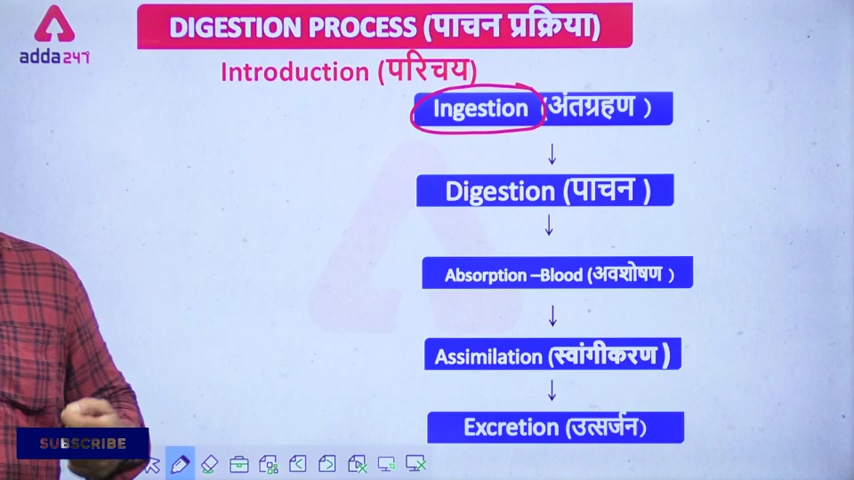 DIGESTION PROCESS (पाचन प्रक्रिया)
adda247
Introduction (परिचय)
Ingestion (अंतग्रहण )
Digestion (पाचन )
Absorption –Blood (अवशोषण )
Assimilation (स्वांगीकरण )
Excretion (उत्सर्जन)
SUBSCRIBE